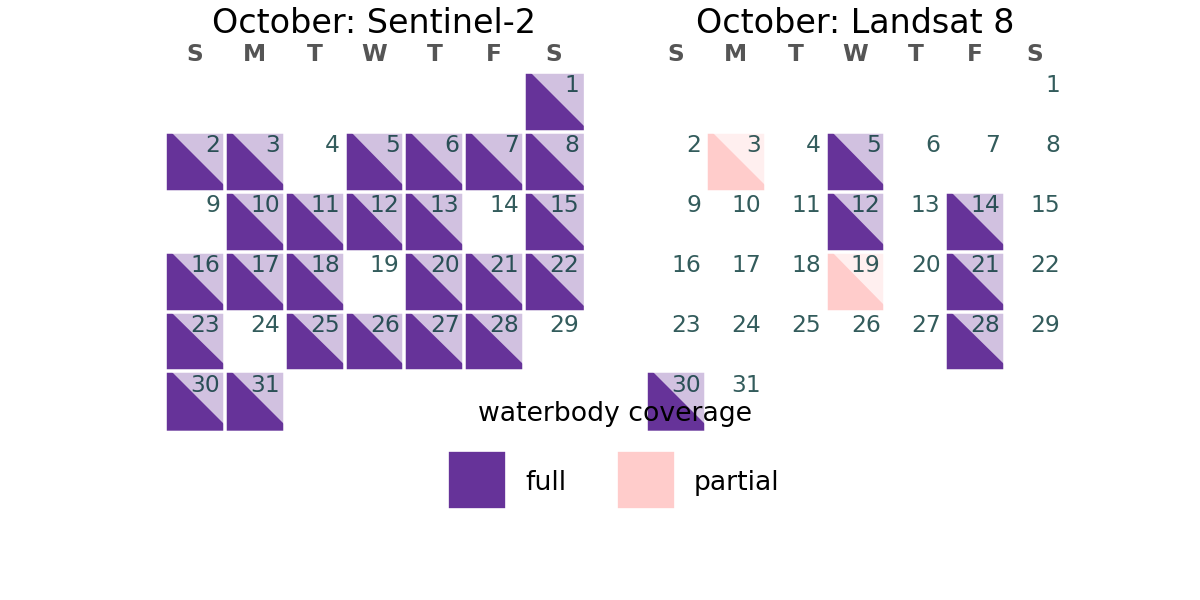 October: Sentinel-2
S M T W T F S
1
2 3 4 5 6 7 8
9 10 11 12 13 14 15
16 17 18 19 20 21 22
23 24 25 26 27 28 29
30 31
October: Landsat 8
S M T W T F S
1
2 3 4 5 6 7 8
9 10 11 12 13 14 15
16 17 18 19 20 21 22
23 24 25 26 27 28 29
30 31
waterbody coverage
full partial